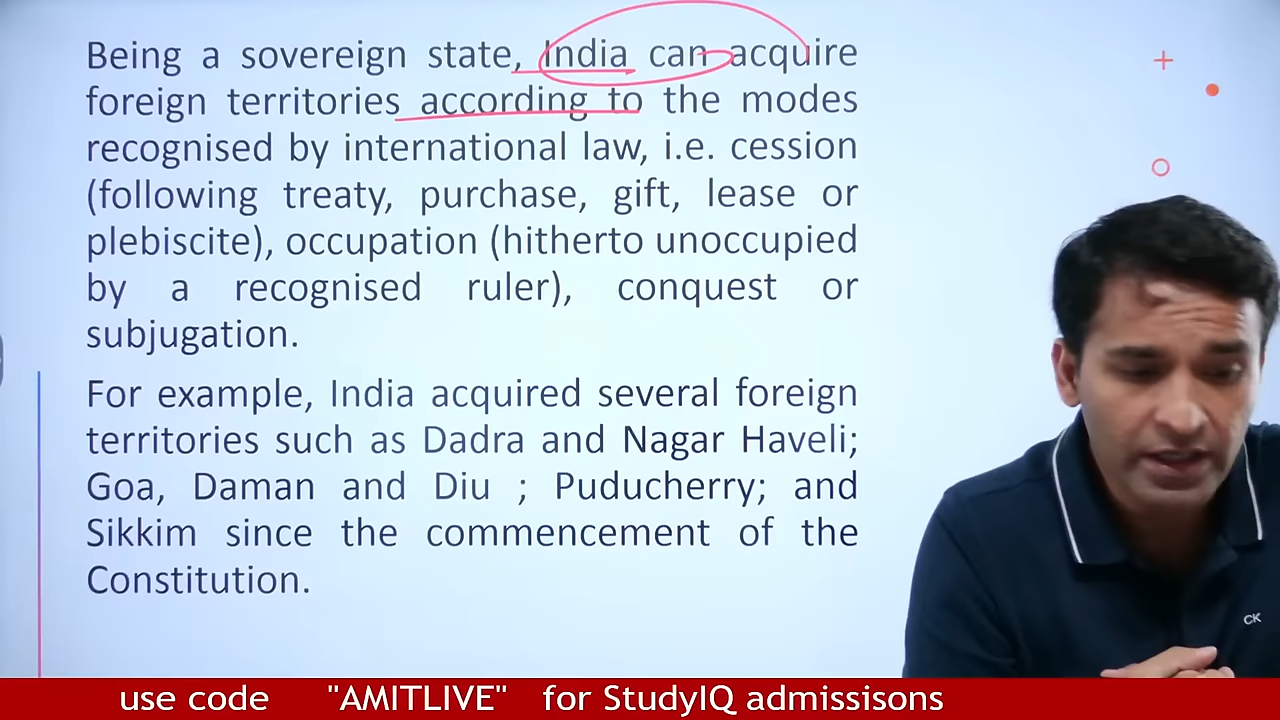 Being a sovereign state, India can acquire
foreign territories according to the modes
recognised by international law, i.e. cession
(following treaty, purchase, gift, lease or
plebiscite), occupation (hitherto unoccupied
by a recognised ruler), conquest or
subjugation.
For example, India acquired several foreign
territories such as Dadra and Nagar Haveli;
Goa, Daman and Diu ; Puducherry; and
Sikkim since the commencement of the
Constitution.
CK
use code "AMITLIVE" for StudyIQ admissisons